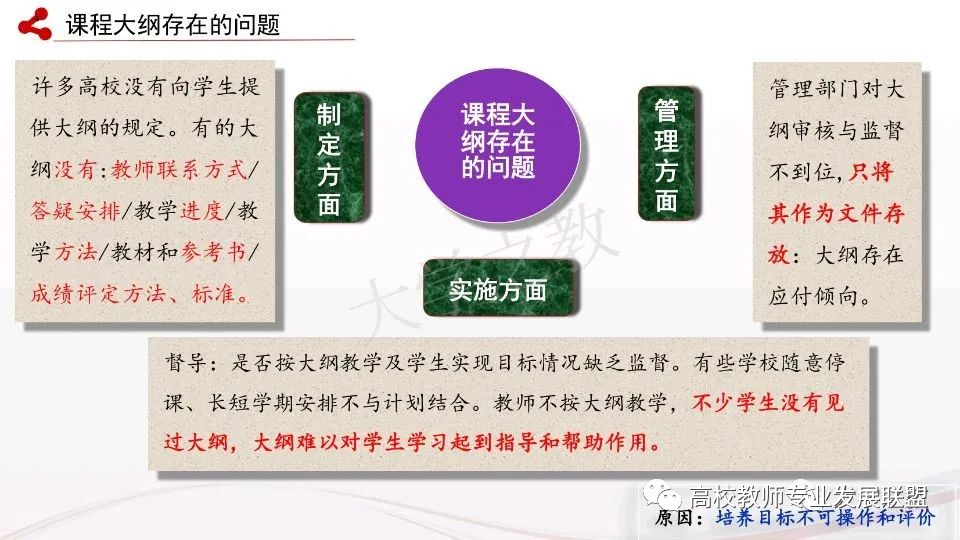 课程大纲存在的问题
许多高校没有向学生提
供大纲的规定。有的大
纲没有:教师联系方式/
答疑安排/教学进度/教
学方法/教材和参考书/
成绩评定方法、标准。
制
定
方
面
课程大
纲存在
的问题
管
理
方
面
管理部门对大
纲审核与监督
不到位,只将
其作为文件存
放：大纲存在
应付倾向。
实施方面
大学之教
督导：是否按大纲教学及学生实现目标情况缺乏监督。有些学校随意停
课、长短学期安排不与计划结合。教师不按大纲教学，不少学生没有见
过大纲，大纲难以对学生学习起到指导和帮助作用。
高校教师专业发展联盟
原因：培养目标不可操作和评价